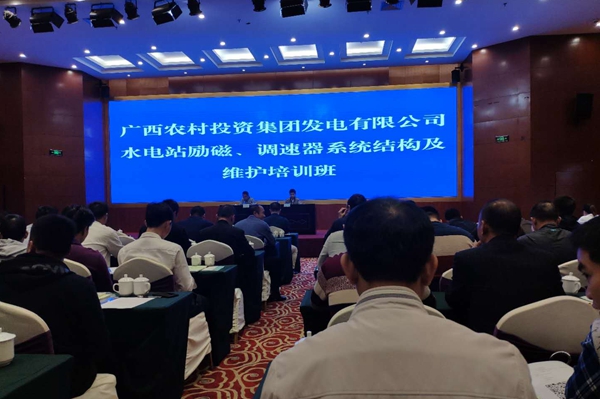 广西农村投资集团发电有限公司
水电站励磁、调速器系统结构及
维护培训班